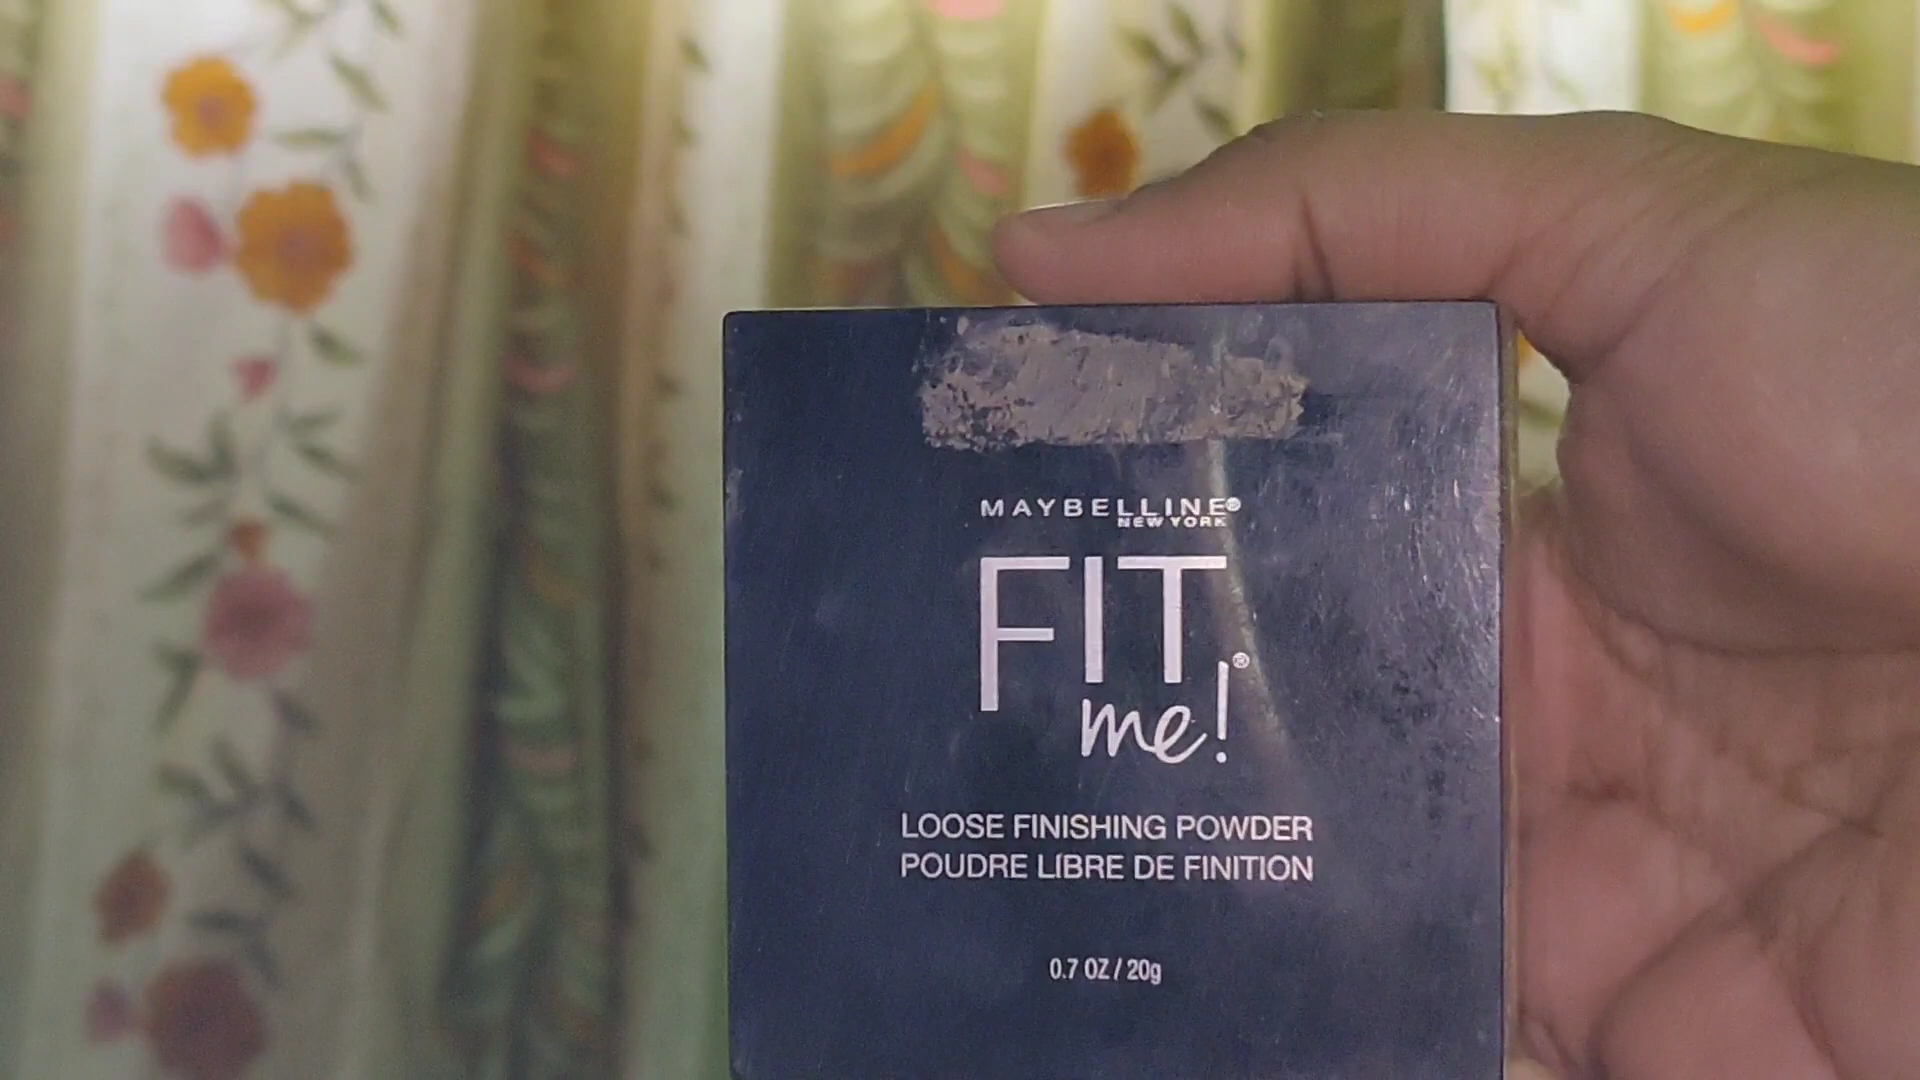 MAYBELLINE®
NEW YORK
FIT
me!®
LOOSE FINISHING POWDER
POUDRE LIBRE DE FINITION
0.7 OZ / 20g